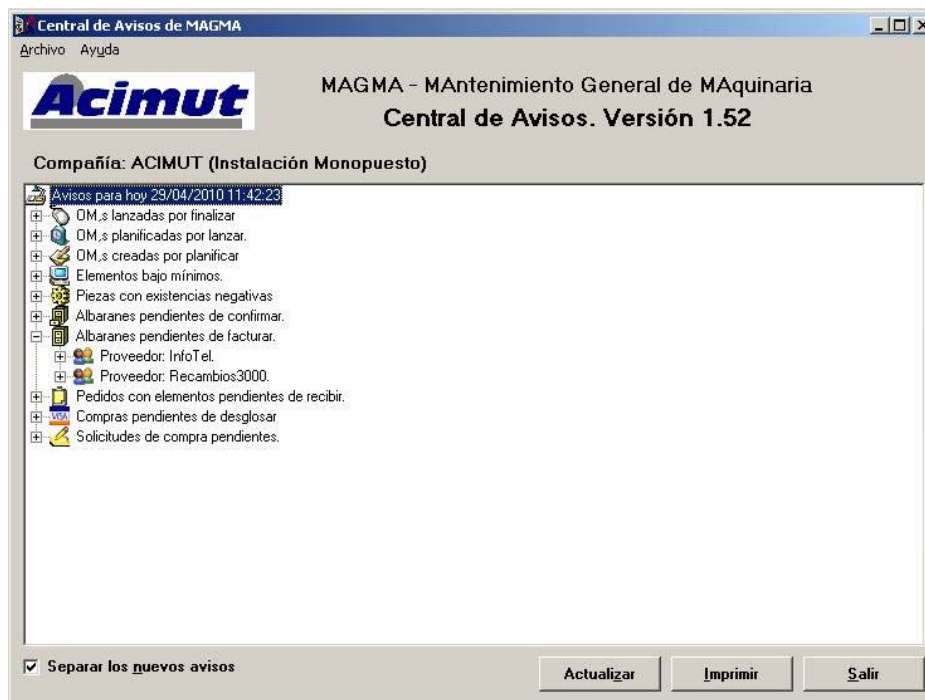 Central de Avisos de MAGMA
Archivo Ayuda
Acimut
MAGMA - MAntenimiento General de MAquinaria
Central de Avisos. Versión 1.52
Compañía: ACIMUT (Instalación Monopuesto)
Avisos para hoy 29/04/2010 11:42:23
OM,s lanzadas por finalizar
OM,s planificadas por lanzar.
OM,s creadas por planificar
Elementos bajo mínimos.
Piezas con existencias negativas
Albaranes pendientes de confirmar.
Albaranes pendientes de facturar.
Proveedor: InfoTel.
Proveedor: Recambios3000.
Pedidos con elementos pendientes de recibir.
VISA Compras pendientes de desglosar
Solicitudes de compra pendientes.
Separar los nuevos avisos Actualizar Imprimir Salir